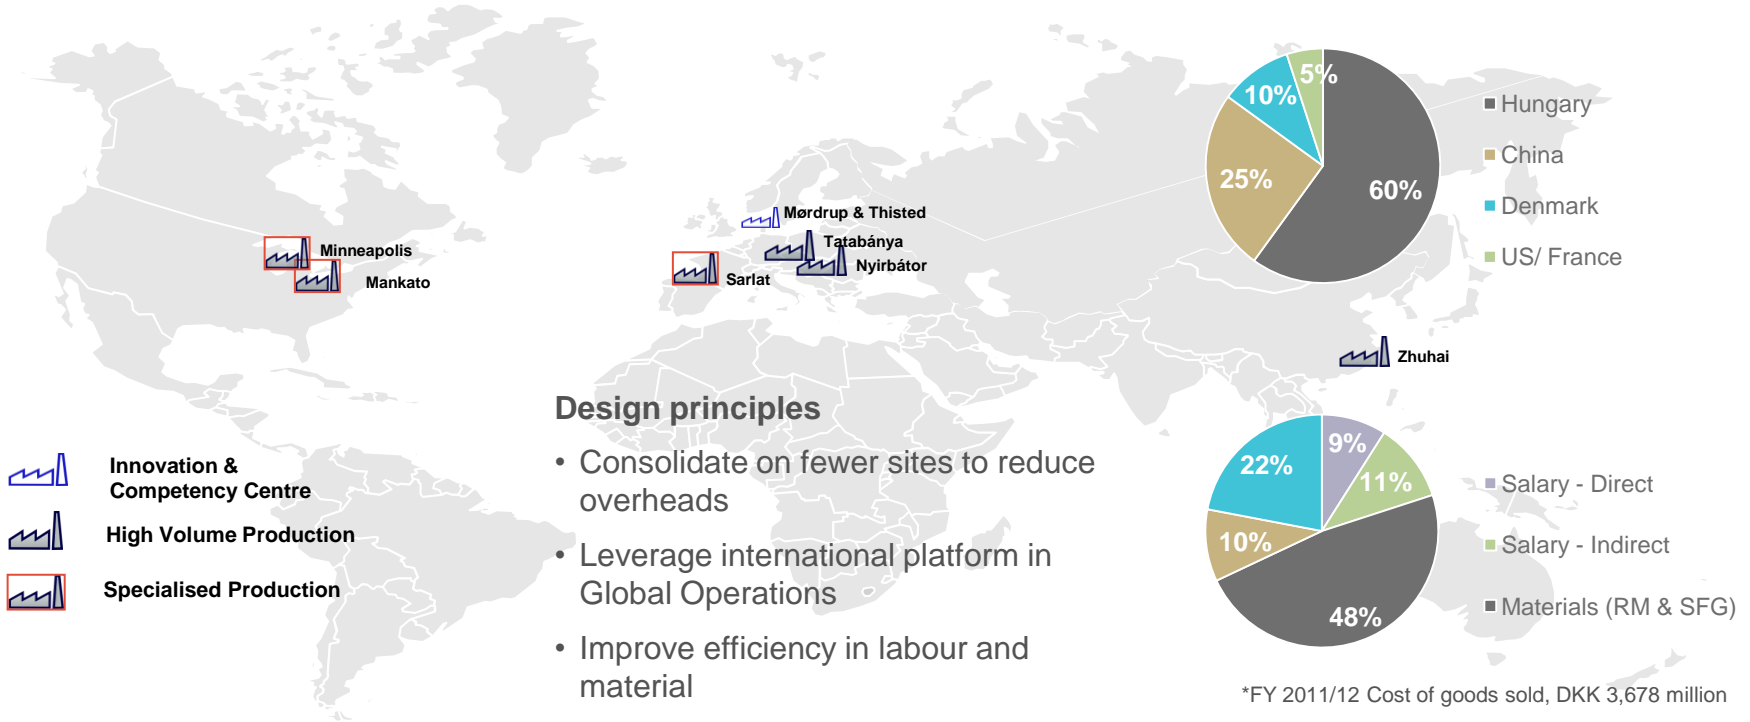 5%
10%
25%
60%
Hungary
China
Denmark
US/ France
Mørdrup & Thisted
Tatabánya
Nyirbátor
Sarlat
Minneapolis
Mankato
Zhuhai
Innovation &
Competency Centre
High Volume Production
Specialised Production
Design principles
• Consolidate on fewer sites to reduce
overheads
• Leverage international platform in
Global Operations
• Improve efficiency in labour and
material
9%
22%
11%
10%
48%
Salary - Direct
Salary - Indirect
Materials (RM & SFG)
*FY 2011/12 Cost of goods sold, DKK 3,678 million